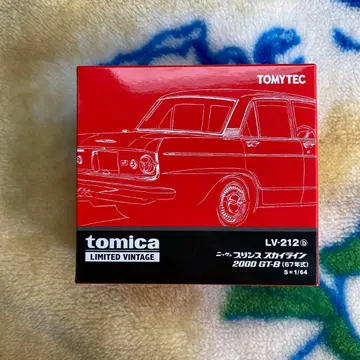 TOMYTEC
tomica
LIMITED VINTAGE
LV-212 ⓑ
ニッサン プリンス スカイライン
2000 GT-B (67年式)
S=1/64